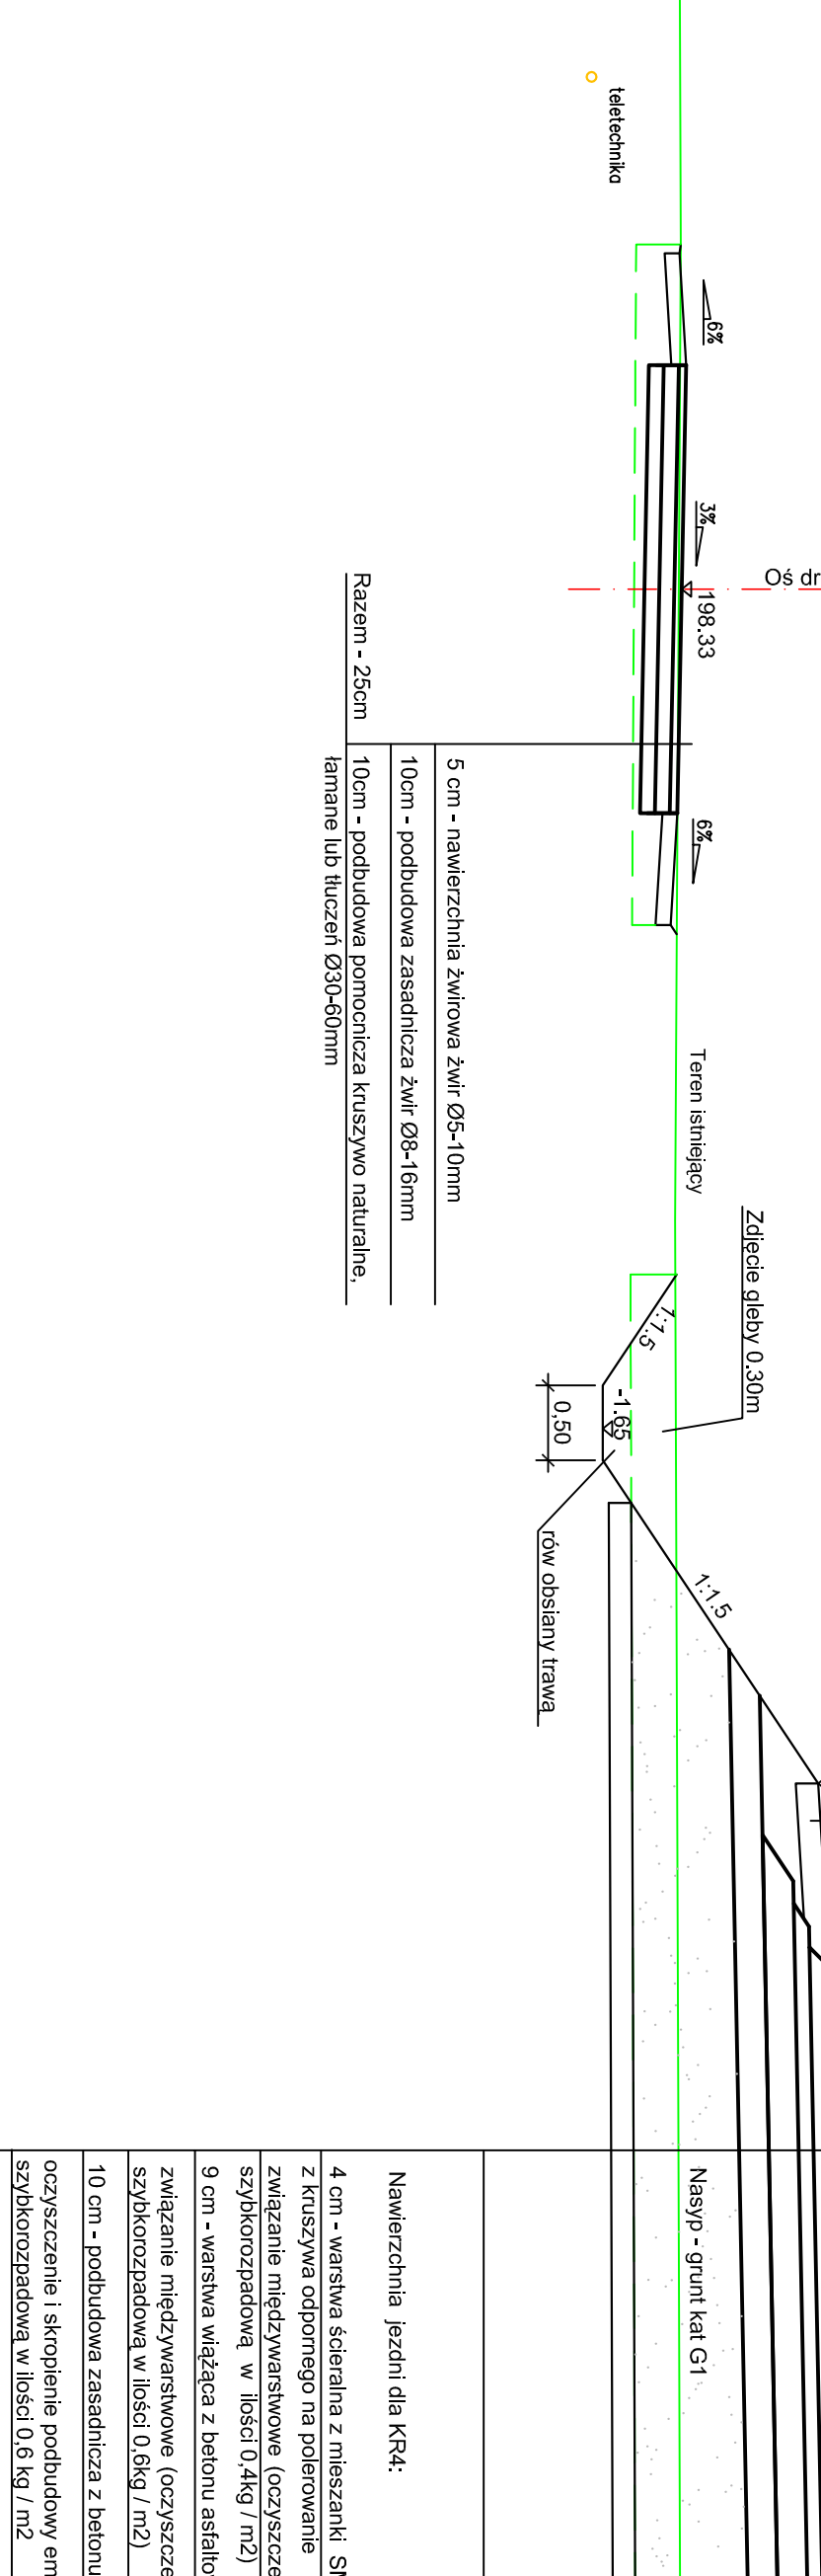 teletechnika
6%
3%
Oś dr
198.33
6%
Razem - 25cm
5 cm - nawierzchnia żwirowa żwir Ø5-10mm
10cm - podbudowa zasadnicza żwir Ø8-16mm
10cm - podbudowa pomocnicza kruszywo naturalne,
łamane lub tłuczeń Ø30-60mm
Teren istniejący
Zdjęcie gleby 0.30m
1:1.5
-1.65
0,50
rów obsiany trawą
1:1.5
Nasyp - grunt kat G1
Nawierzchnia jezdni dla KR4:
4 cm - warstwa ścieralna z mieszanki
z kruszywa odpornego na polerowanie
związanie międzywarstwowe (oczyszcze
szybkorozpadową w ilości 0,4kg / m2)
9 cm - warstwa wiążąca z betonu asfalto
związanie międzywarstwowe (oczyszcze
szybkorozpadową w ilości 0,6kg / m2)
10 cm - podbudowa zasadnicza z betonu
oczyszczenie i skropienie podbudowy em
szybkorozpadową w ilości 0,6 kg / m2